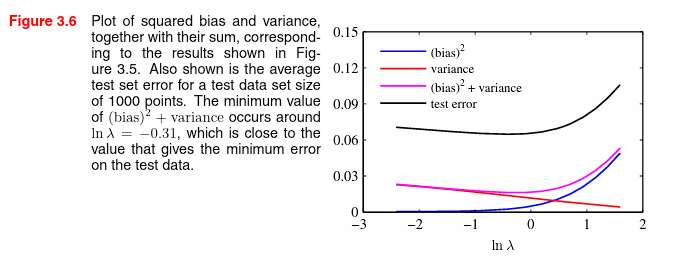 Figure 3.6 Plot of squared bias and variance,
together with their sum, correspond-
ing to the results shown in Fig-
ure 3.5. Also shown is the average
test set error for a test data set size
of 1000 points. The minimum value
of (bias)² + variance occurs around
ln λ = −0.31, which is close to the
value that gives the minimum error
on the test data.
0.15
0.12
0.09
0.06
0.03
0
(bias)²
variance
(bias)² + variance
test error
−3 −2 −1 0 1 2
ln λ